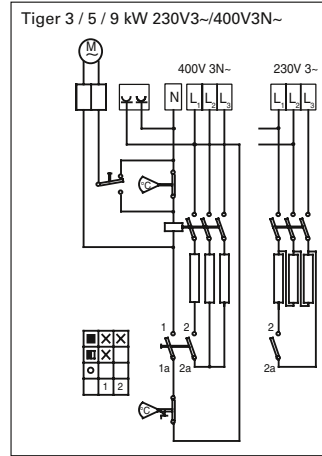 Tiger 3 / 5 / 9 kW 230V3~/400V3N~
M
~
400V 3N~ 230V 3~
N L1 L2 L3 L1 L2 L3
°C
1 2 2
1a 2a 2a
1 2
°C